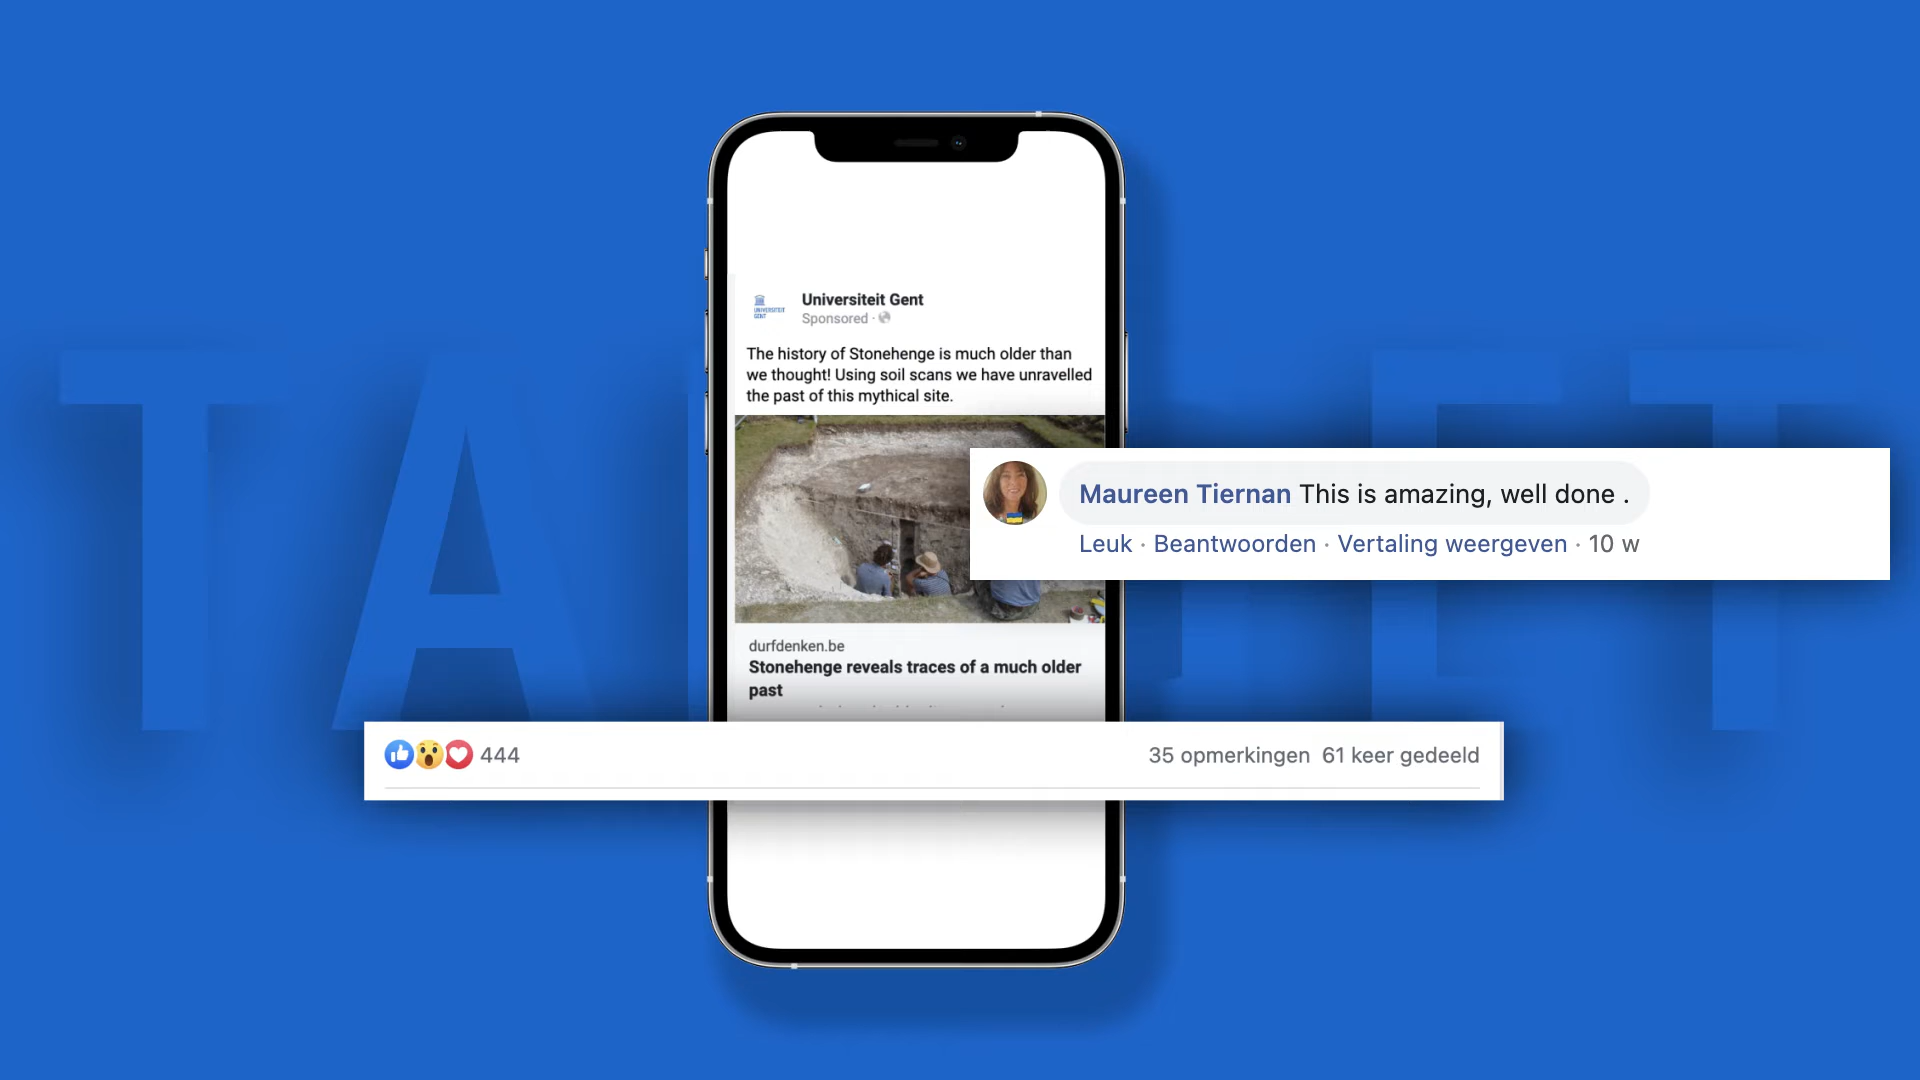 UNIVERSITEIT
GENT
Universiteit Gent
Sponsored ·
The history of Stonehenge is much older than
we thought! Using soil scans we have unravelled
the past of this mythical site.
Maureen Tiernan This is amazing, well done .
Leuk · Beantwoorden · Vertaling weergeven · 10 w
durfdenken.be
Stonehenge reveals traces of a much older
past
444
35 opmerkingen 61 keer gedeeld